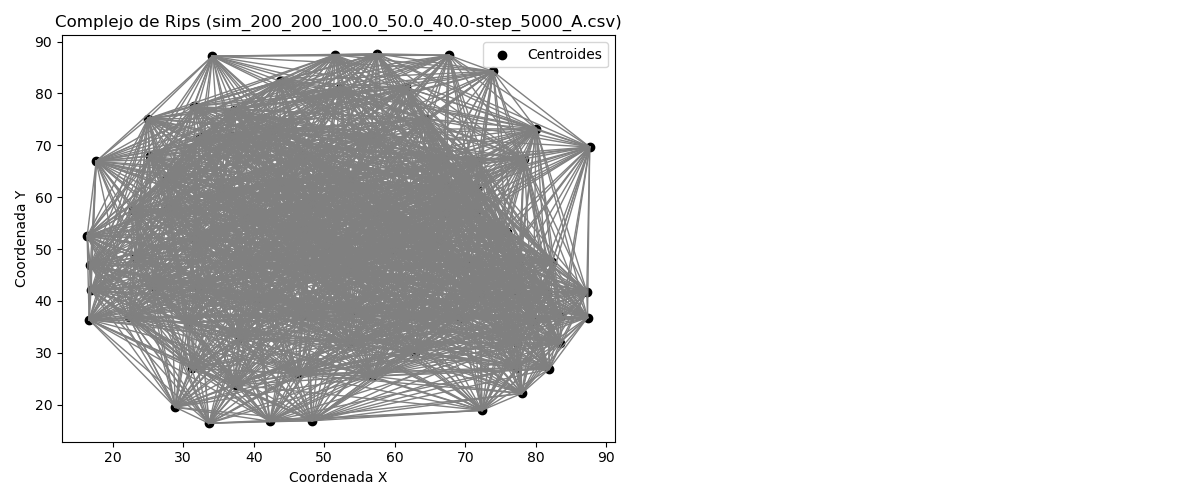 Complejo de Rips (sim_200_200_100.0_50.0_40.0-step_5000_A.csv)
Centroides
90
80
70
60
50
40
30
20
Coordenada Y
20 30 40 50 60 70 80 90
Coordenada X